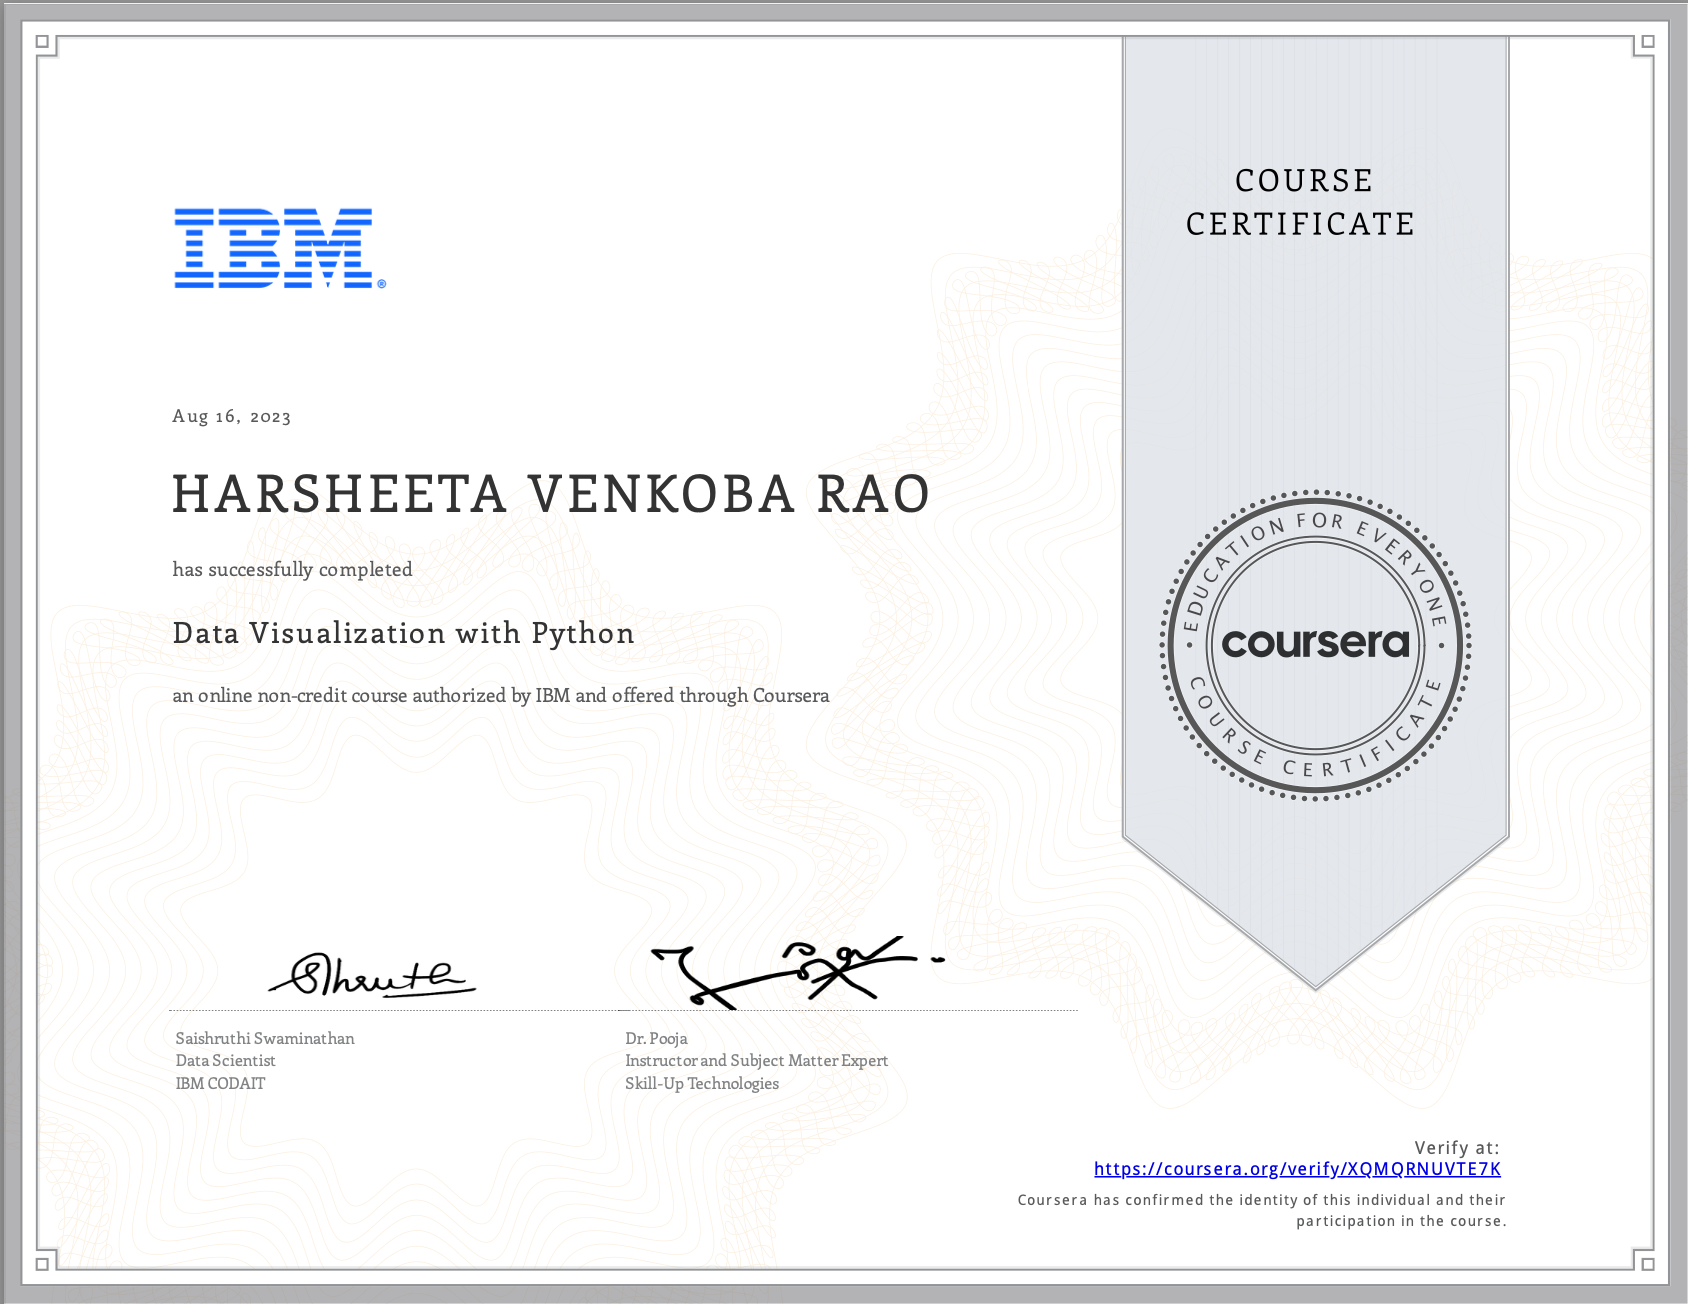 COURSE
CERTIFICATE
IBM®
Aug 16, 2023
HARSHEETA VENKOBA RAO
has successfully completed
Data Visualization with Python
an online non-credit course authorized by IBM and offered through Coursera
EDUCATION FOR EVERYONE
coursera
COURSE CERTIFICATE
Saishruthi Swaminathan
Data Scientist
IBM CODAIT
Dr. Pooja
Instructor and Subject Matter Expert
Skill-Up Technologies
Verify at:
https://coursera.org/verify/XQMQRNUVTE7K
Coursera has confirmed the identity of this individual and their
participation in the course.